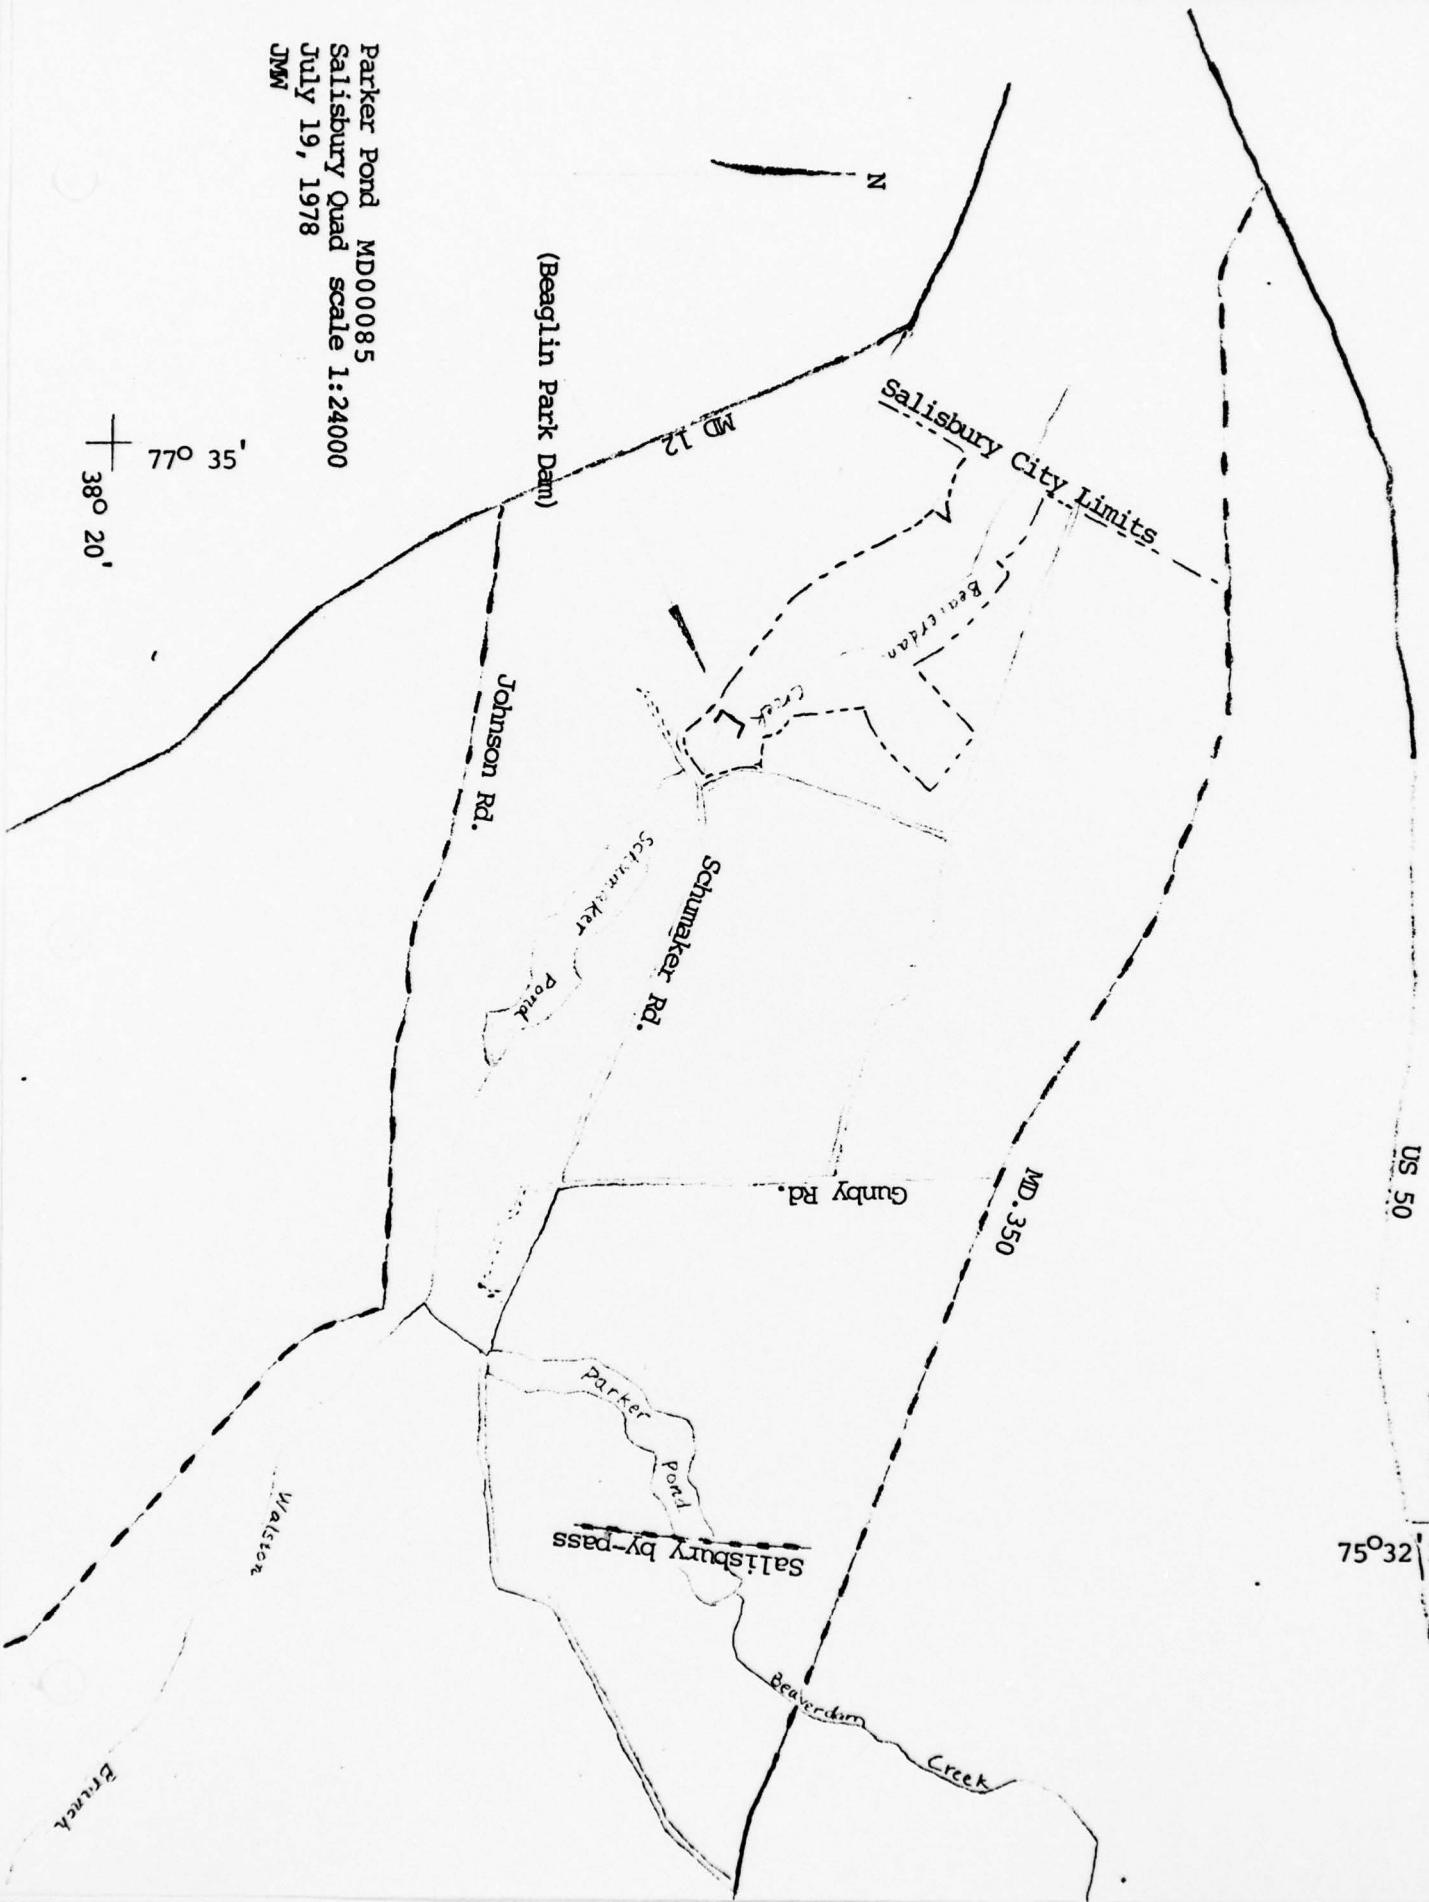 Parker Pond MD00085
Salisbury Quad scale 1:24000
July 19, 1978
JMW
N
(Beaglin Park Dam)
77° 35'
38° 20'
MD 12
Salisbury City Limits
Beaverdam
Creek
Johnson Rd.
Schumaker
Pond
Schumaker Rd.
Gunby Rd.
MD.350
US 50
Parker
Pond
Salisbury by-pass
75°32
Walston
Branch
Beaverdam
Creek